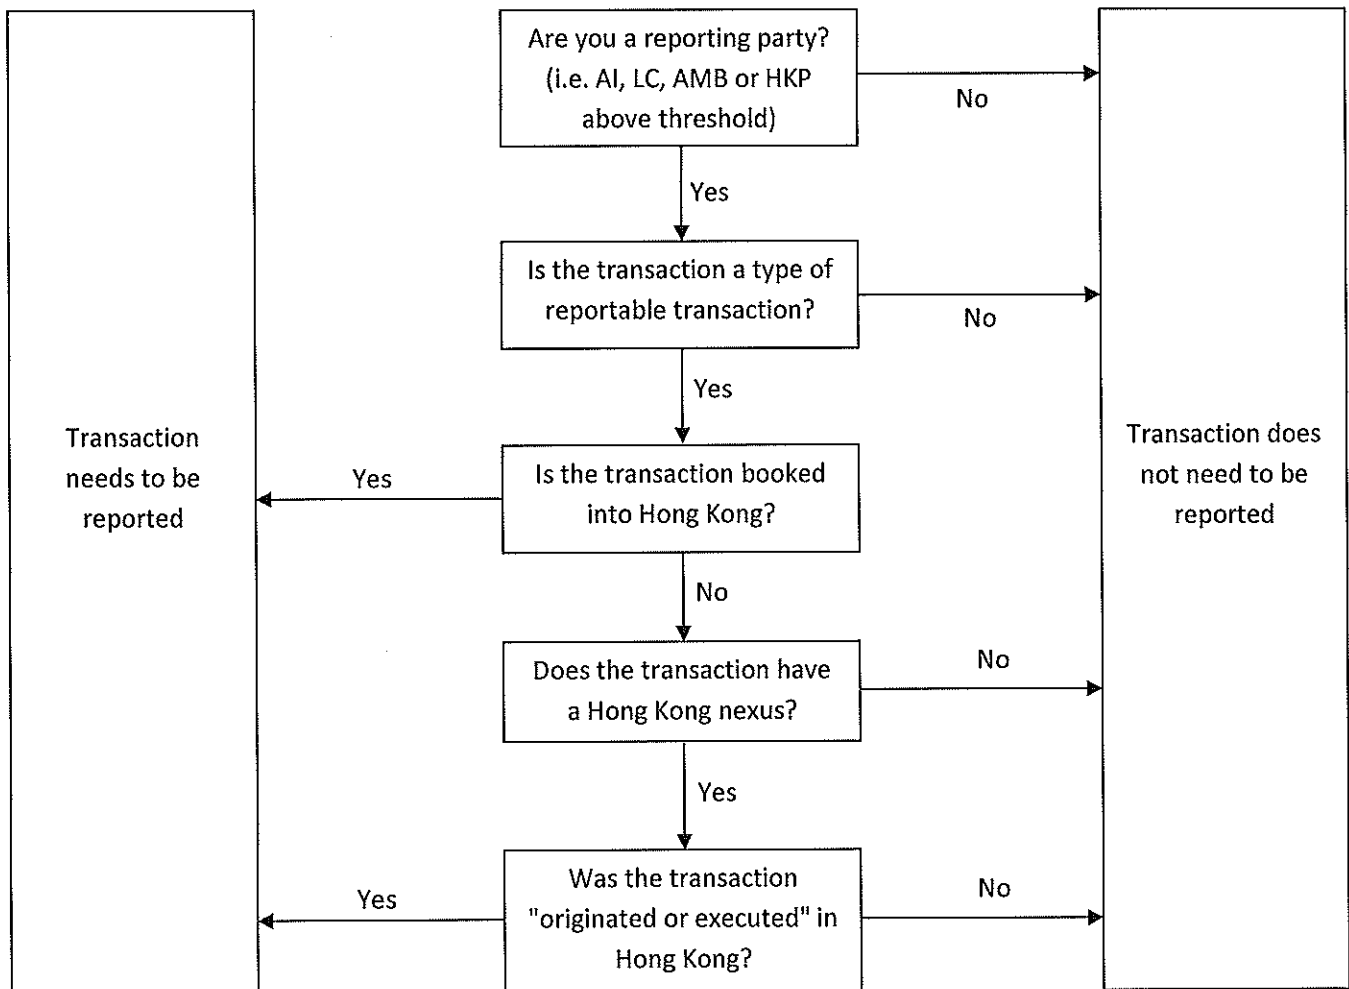 Are you a reporting party?
(i.e. AI, LC, AMB or HKP
above threshold)
No
Yes
Is the transaction a type of
reportable transaction?
No
Yes
Transaction
needs to be
reported
Yes
Is the transaction booked
into Hong Kong?
Transaction does
not need to be
reported
No
Does the transaction have
a Hong Kong nexus?
No
Yes
Was the transaction
"originated or executed" in
Hong Kong?
Yes
No